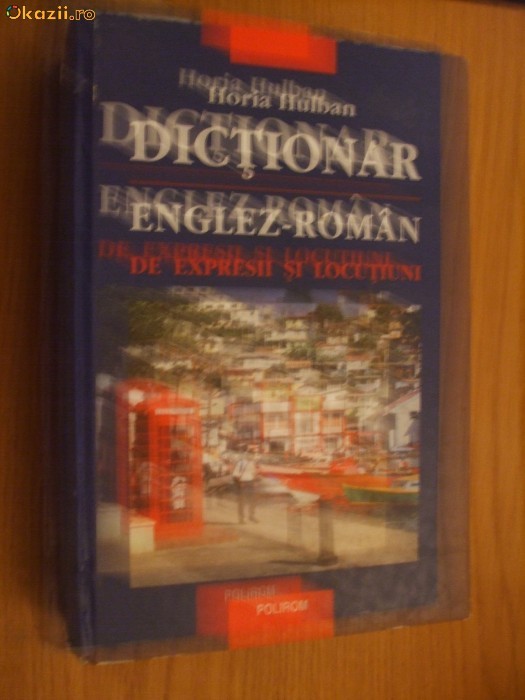 Okazii.ro
Horia Hulban
DICȚIONAR
ENGLEZ-ROMÂN
DE EXPRESII ȘI LOCUȚIUNI
POLIROM